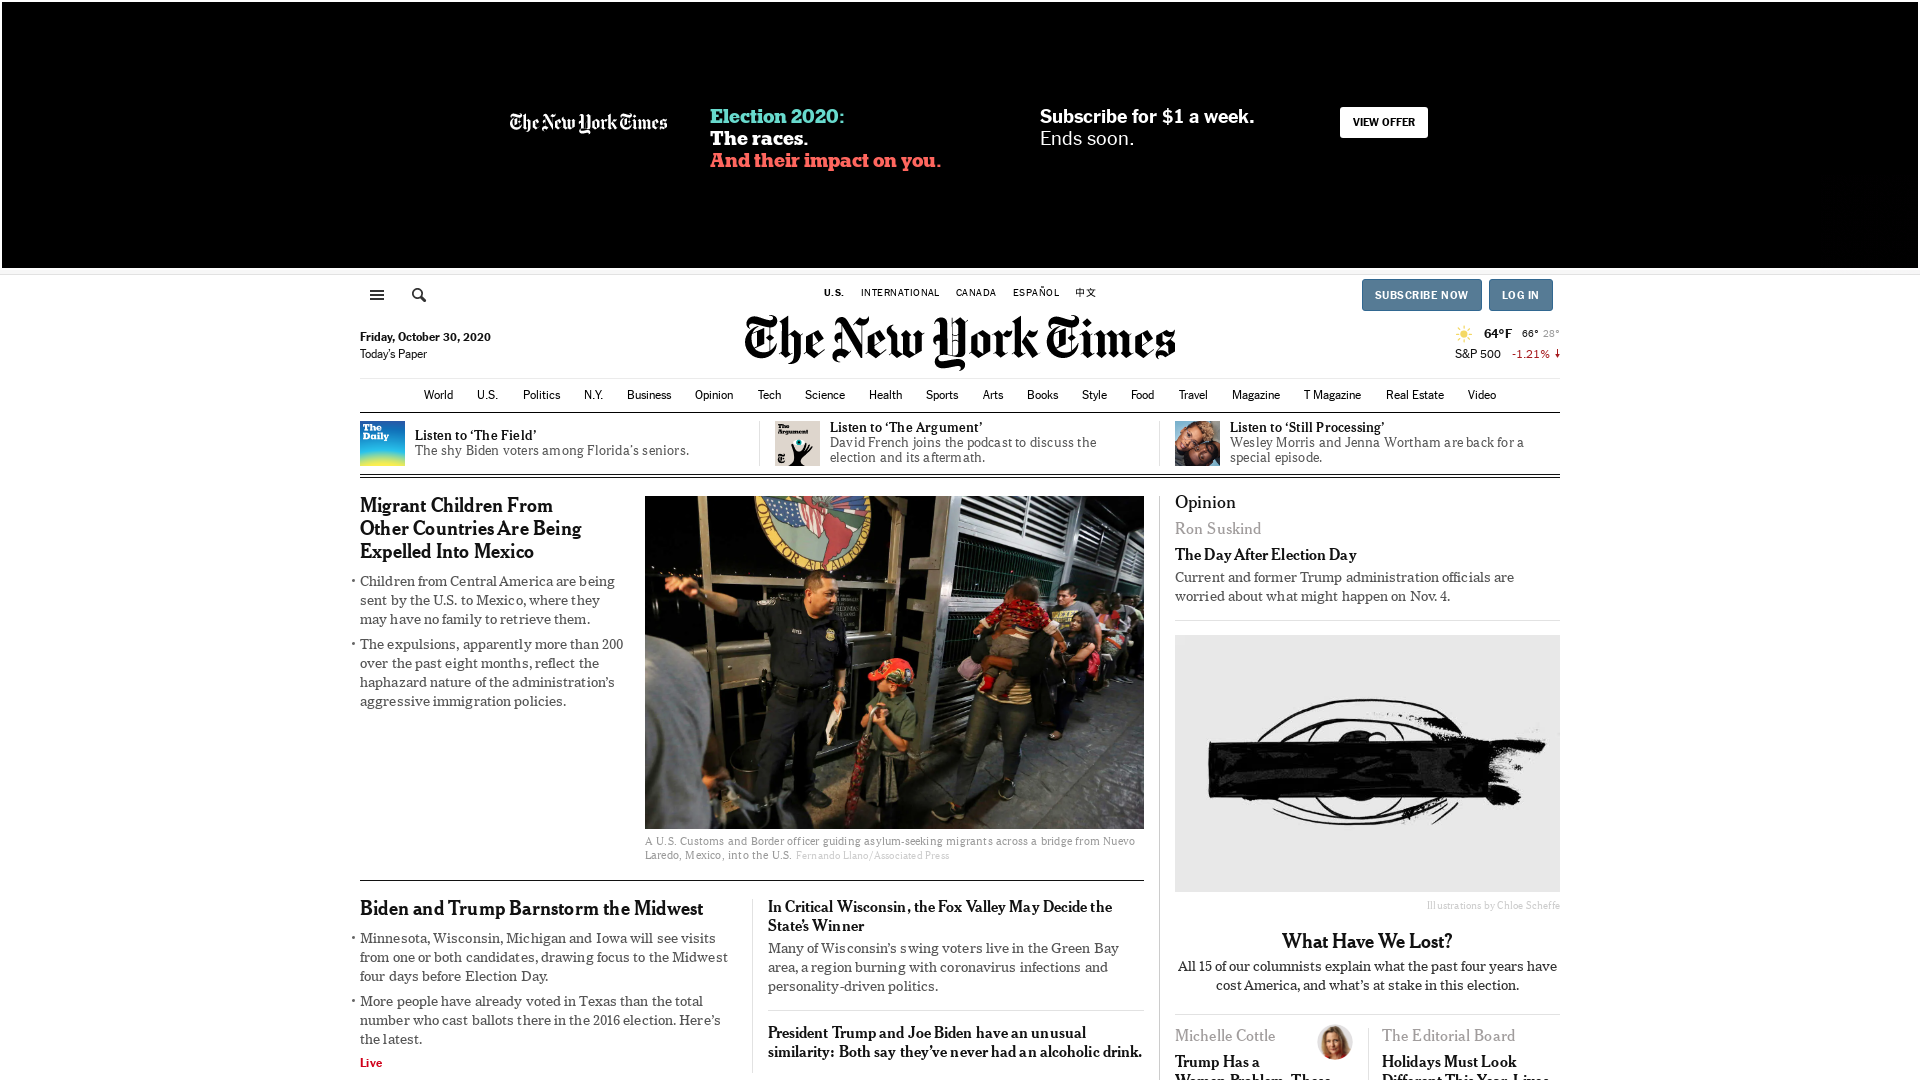 The New York Times
Election 2020:
The races.
And their impact on you.
Subscribe for $1 a week.
Ends soon.
VIEW OFFER
U.S. INTERNATIONAL CANADA ESPAÑOL 中文
SUBSCRIBE NOW
LOG IN
Friday, October 30, 2020
Today's Paper
The New York Times
64°F 66° 28°
S&P 500 -1.21% ↓
World U.S. Politics N.Y. Business Opinion Tech Science Health Sports Arts Books Style Food Travel Magazine T Magazine Real Estate Video
The
Daily
Listen to ‘The Field’
The shy Biden voters among Florida’s seniors.
The
Argument
Listen to ‘The Argument’
David French joins the podcast to discuss the
election and its aftermath.
Listen to ‘Still Processing’
Wesley Morris and Jenna Wortham are back for a
special episode.
Migrant Children From
Other Countries Are Being
Expelled Into Mexico
• Children from Central America are being
sent by the U.S. to Mexico, where they
may have no family to retrieve them.
• The expulsions, apparently more than 200
over the past eight months, reflect the
haphazard nature of the administration’s
aggressive immigration policies.
ONE FOR ALL ALL FOR ONE
A U.S. Customs and Border officer guiding asylum-seeking migrants across a bridge from Nuevo
Laredo, Mexico, into the U.S. Fernando Llano/Associated Press
Biden and Trump Barnstorm the Midwest
• Minnesota, Wisconsin, Michigan and Iowa will see visits
from one or both candidates, drawing focus to the Midwest
four days before Election Day.
• More people have already voted in Texas than the total
number who cast ballots there in the 2016 election. Here’s
the latest.
Live
In Critical Wisconsin, the Fox Valley May Decide the
State’s Winner
Many of Wisconsin’s swing voters live in the Green Bay
area, a region burning with coronavirus infections and
personality-driven politics.
President Trump and Joe Biden have an unusual
similarity: Both say they’ve never had an alcoholic drink.
Opinion
Ron Suskind
The Day After Election Day
Current and former Trump administration officials are
worried about what might happen on Nov. 4.
Illustrations by Chloe Scheffe
What Have We Lost?
All 15 of our columnists explain what the past four years have
cost America, and what’s at stake in this election.
Michelle Cottle
Trump Has a
Women Problem. These
The Editorial Board
Holidays Must Look
Different This Year. Lives